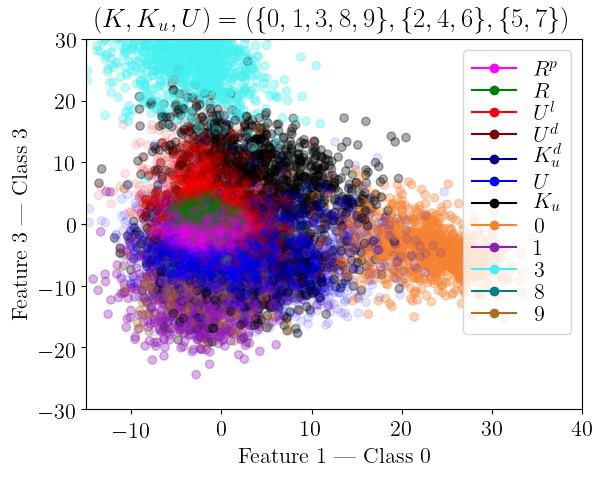 (K, K_u, U) = ({0, 1, 3, 8, 9}, {2, 4, 6}, {5, 7})
30
20
10
0
−10
−20
−30
Feature 3 — Class 3
−10 0 10 20 30 40
Feature 1 — Class 0
R^p
R
U^l
U^d
K_u^d
U
K_u
0
1
3
8
9